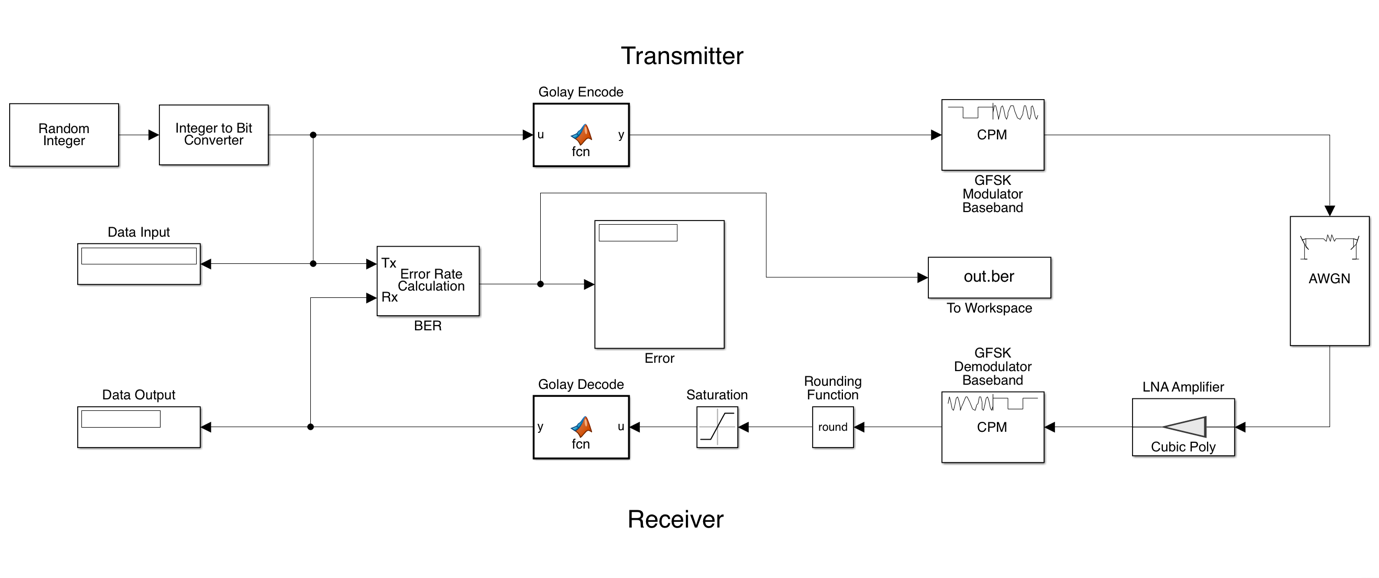 Transmitter
Random
Integer
Integer to Bit
Converter
Golay Encode
u
y
fcn
CPM
GFSK
Modulator
Baseband
AWGN
Data Input
Tx
Rx
Error Rate
Calculation
BER
Error
out.ber
To Workspace
Data Output
Golay Decode
y
u
fcn
Saturation
Rounding
Function
round
GFSK
Demodulator
Baseband
CPM
LNA Amplifier
Cubic Poly
Receiver